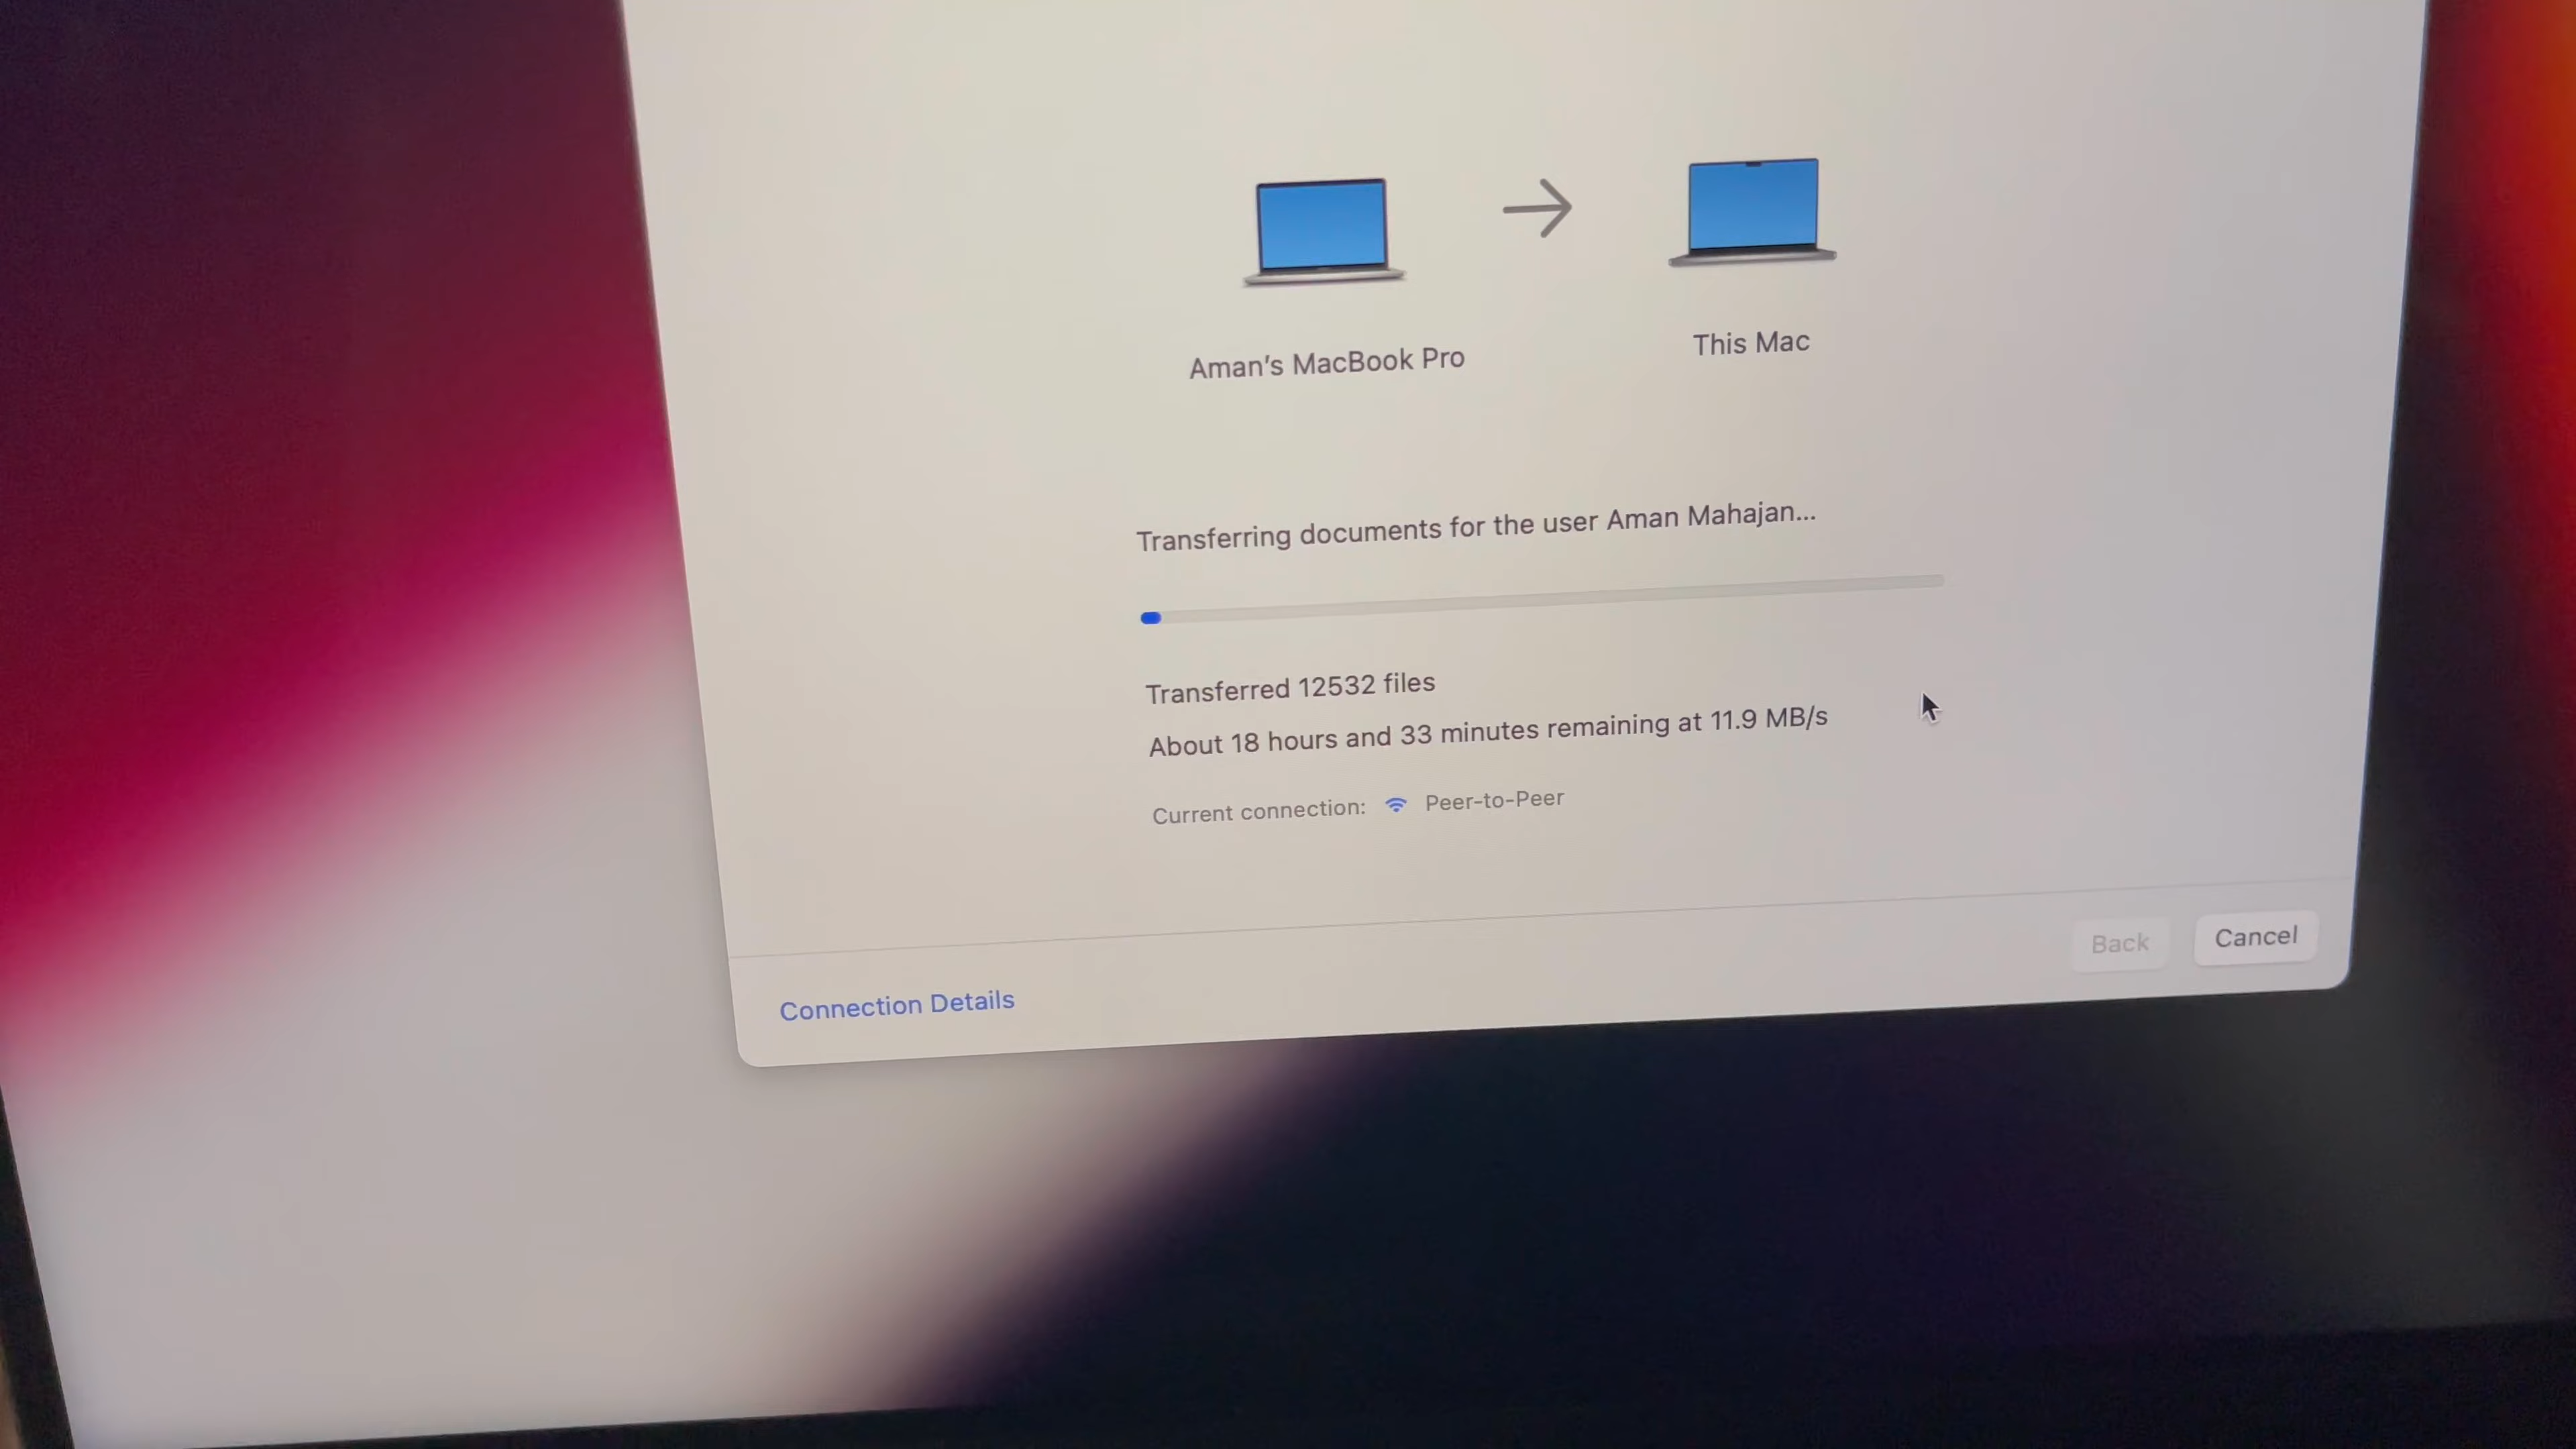 Aman's MacBook Pro
This Mac
Transferring documents for the user Aman Mahajan...
Transferred 12532 files
About 18 hours and 33 minutes remaining at 11.9 MB/s
Current connection: Peer-to-Peer
Back
Cancel
Connection Details